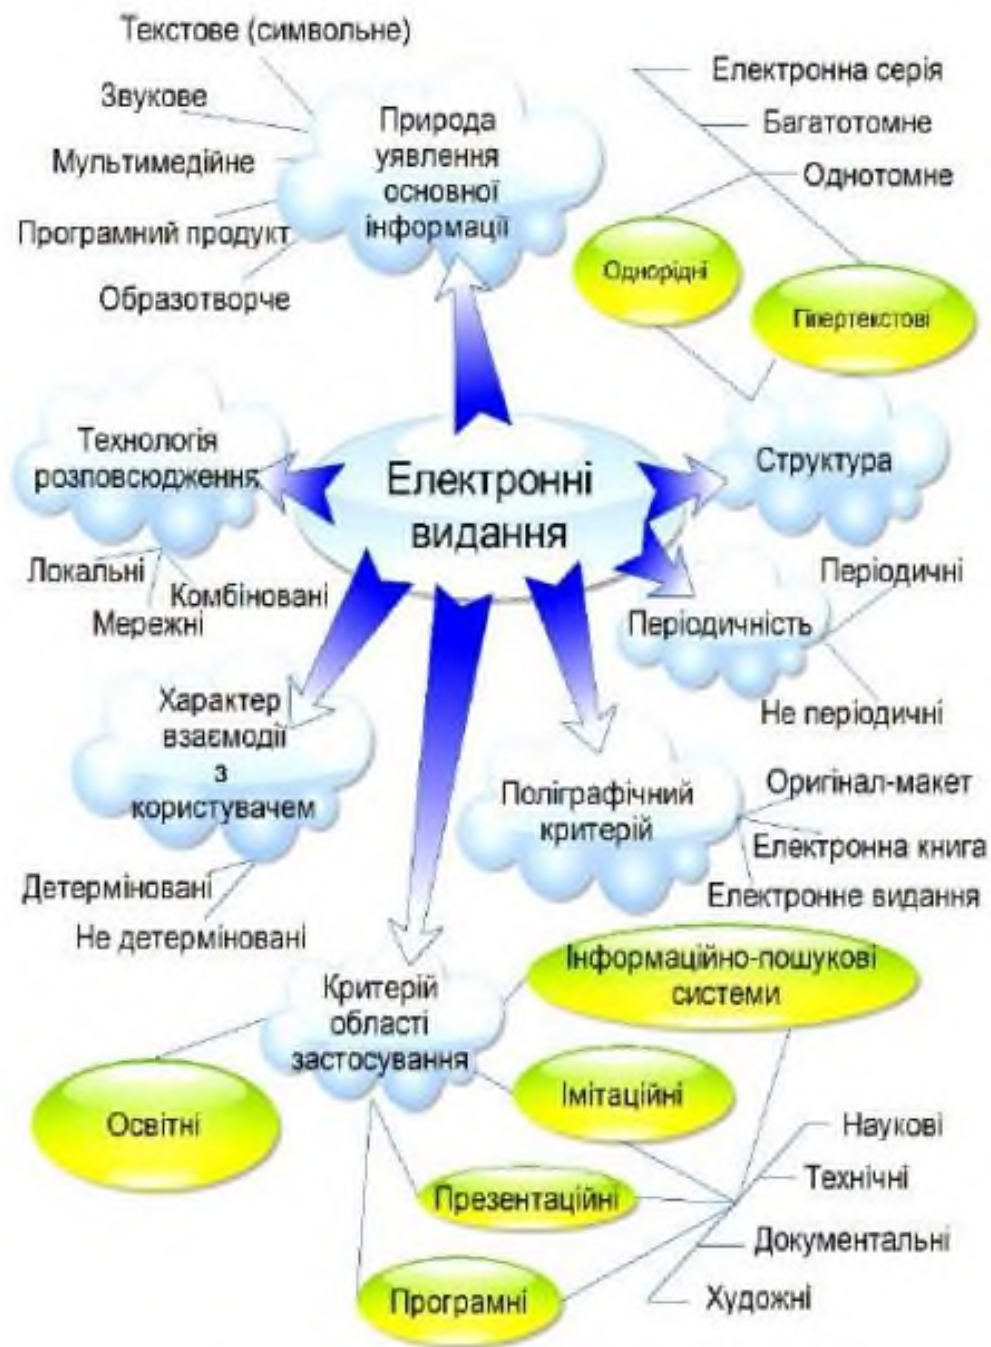 Текстове (символьне)
Звукове
Мультимедійне
Програмний продукт
Образотворче
Природа
уявлення
основної
інформації
Електронна серія
Багатотомне
Однотомне
Однорідні
Гіпертекстові
Технологія
розповсюдження
Електронні
видання
Структура
Локальні
Комбіновані
Мережні
Періодичні
Періодичність
Не періодичні
Характер
взаємодії
з
користувачем
Поліграфічний
критерій
Оригінал-макет
Електронна книга
Електронне видання
Детерміновані
Не детерміновані
Критерій
області
застосування
Інформаційно-пошукові
системи
Освітні
Імітаційні
Презентаційні
Програмні
Наукові
Технічні
Документальні
Художні